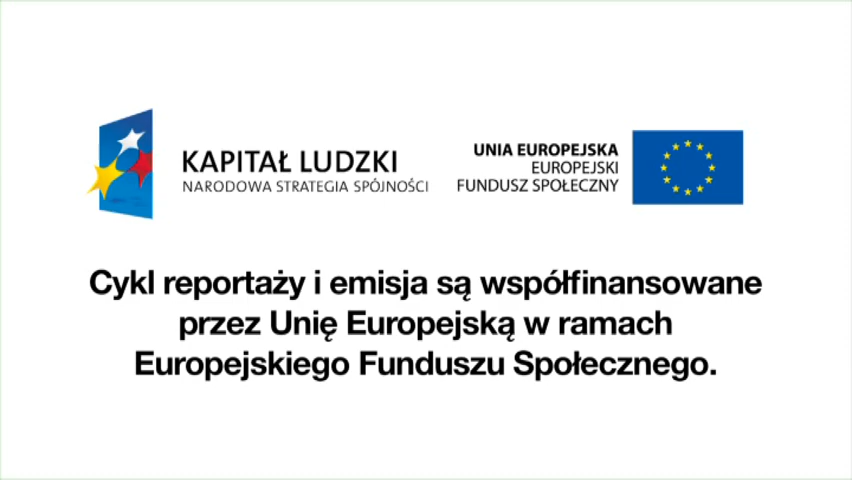 KAPITAŁ LUDZKI
NARODOWA STRATEGIA SPÓJNOŚCI
UNIA EUROPEJSKA
EUROPEJSKI
FUNDUSZ SPOŁECZNY
Cykl reportaży i emisja są współfinansowane
przez Unię Europejską w ramach
Europejskiego Funduszu Społecznego.